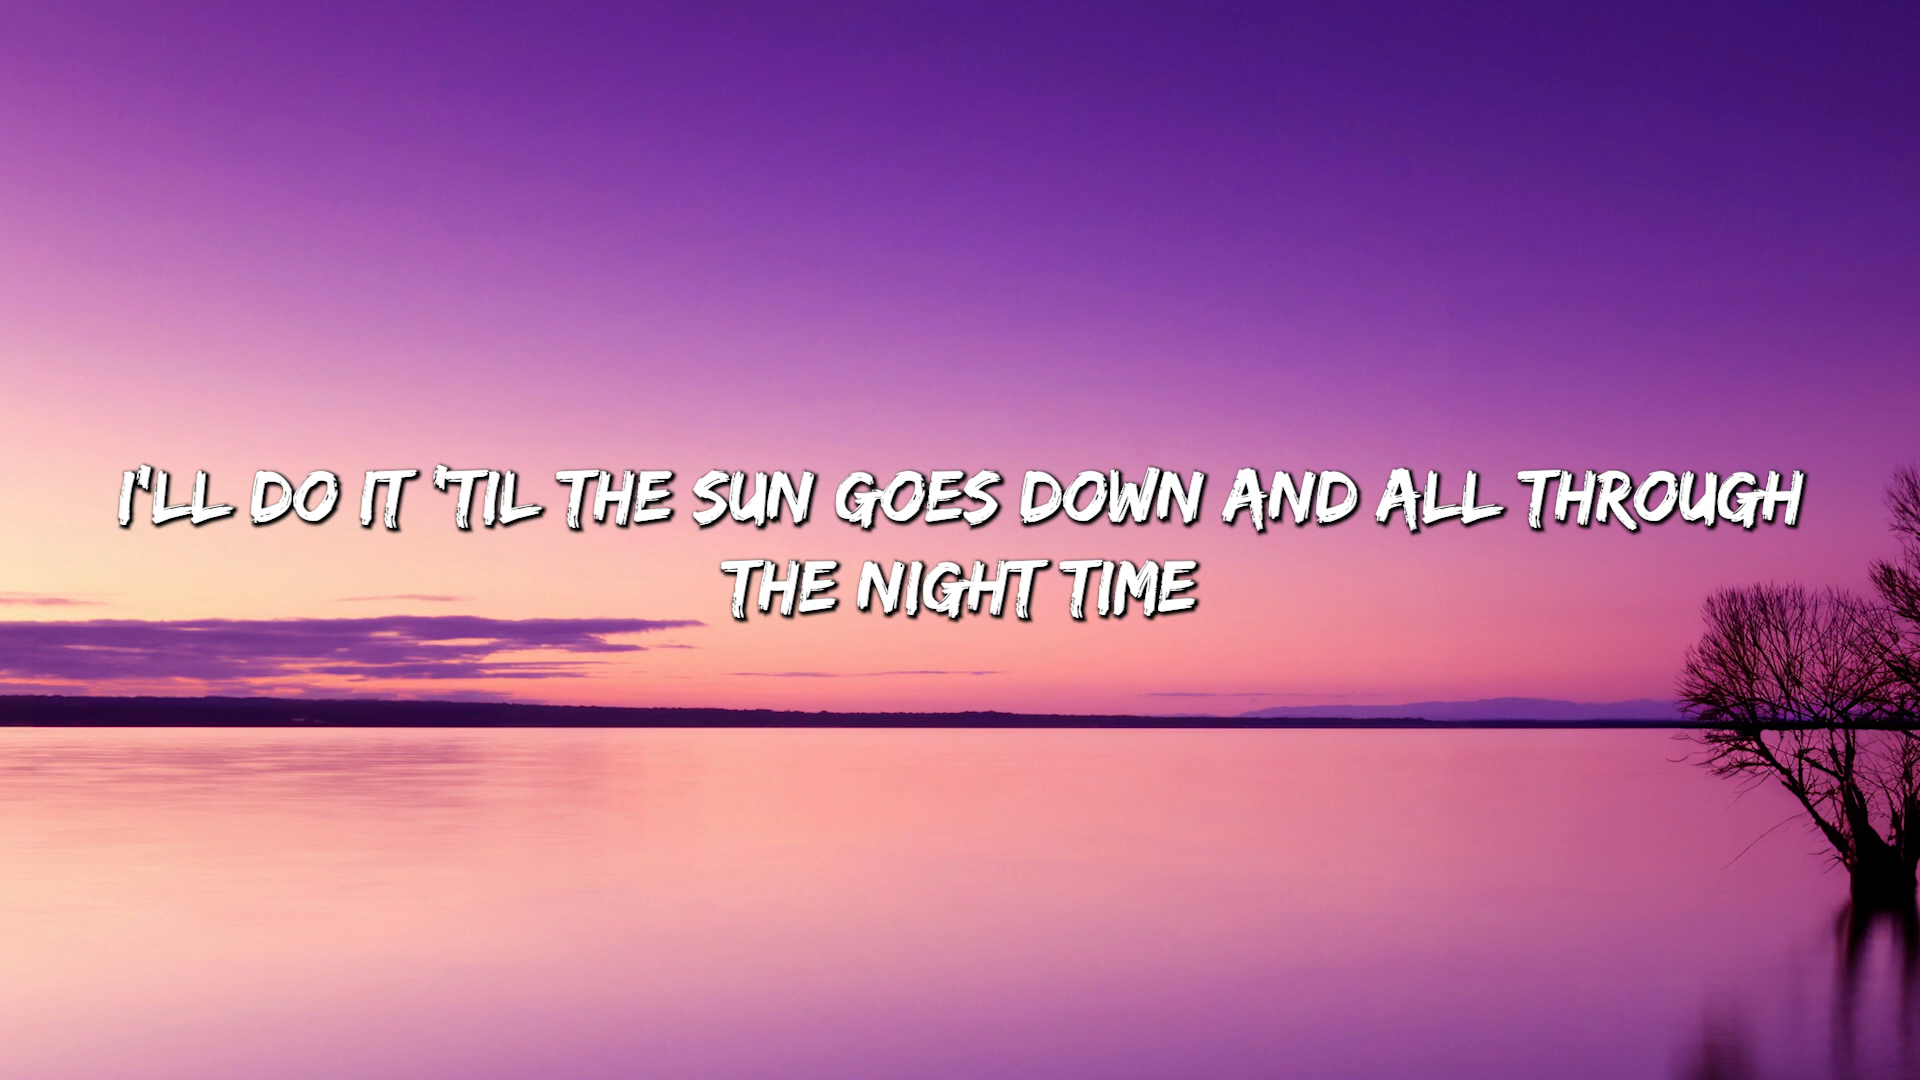 I'LL DO IT 'TIL THE SUN GOES DOWN AND ALL THROUGH
THE NIGHT TIME